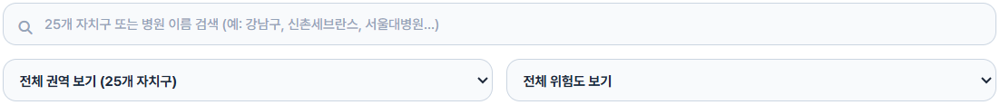 25개 자치구 또는 병원 이름 검색 (예: 강남구, 신촌세브란스, 서울대병원...)
전체 권역 보기 (25개 자치구)
전체 위험도 보기